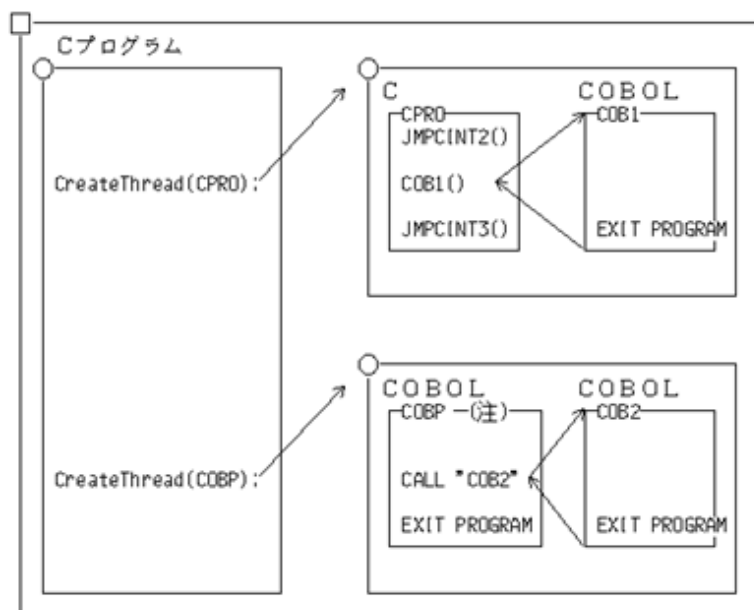 Cプログラム
CreateThread(CPRO);
CreateThread(COBP);
C
CPRO
JMPCINT2()
COB1()
JMPCINT3()
COBOL
COB1
EXIT PROGRAM
COBOL
COBP
(注)
CALL "COB2"
EXIT PROGRAM
COBOL
COB2
EXIT PROGRAM